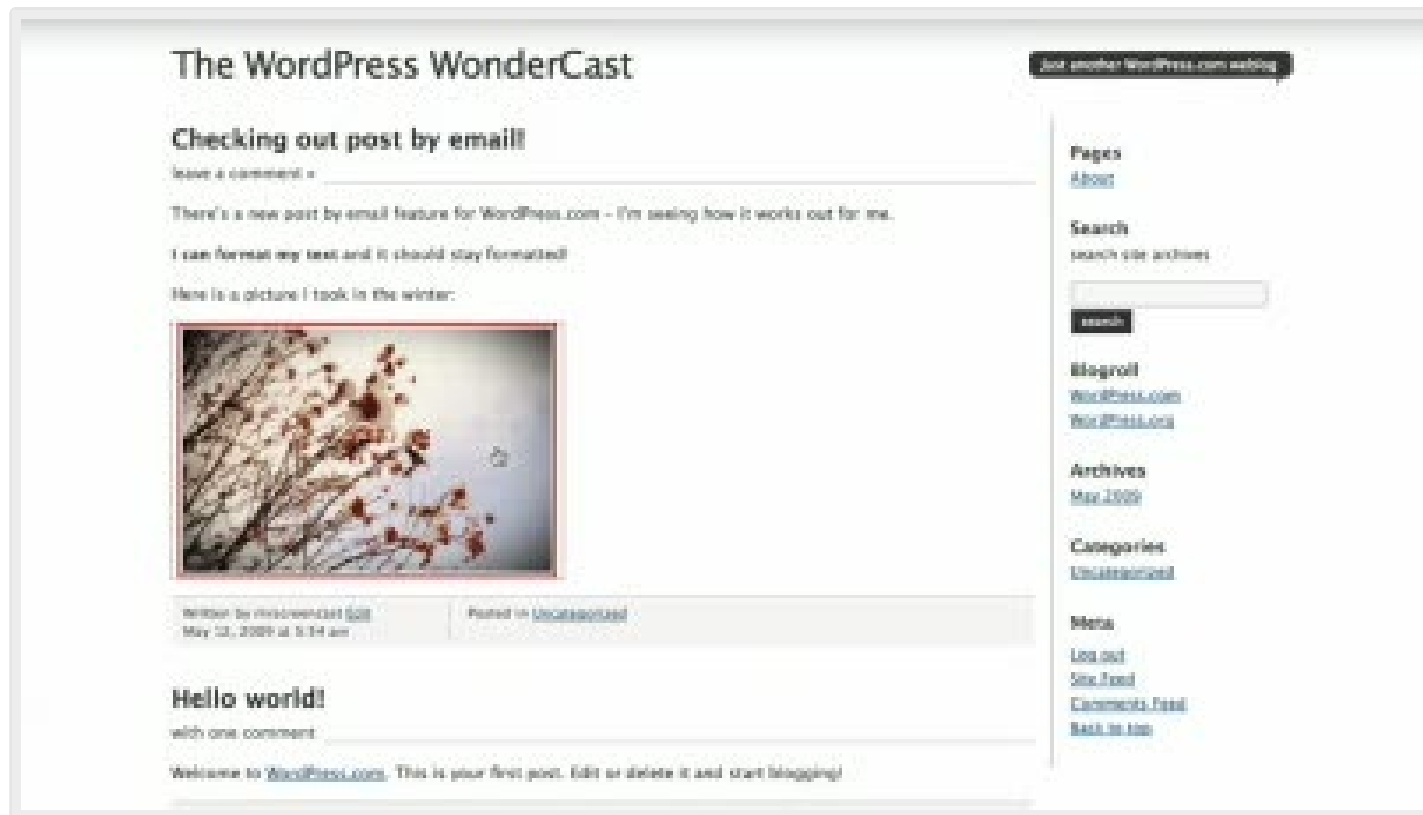 The WordPress WonderCast
Just another WordPress.com weblog
Checking out post by email!
leave a comment »
There's a new post by email feature for WordPress.com – I'm seeing how it works out for me.
I can format my text and it should stay formatted!
Here is a picture I took in the winter:
Written by Edit
May 12, 2009 at 5:34 am
Posted in Uncategorized
Hello world!
with one comment
Welcome to WordPress.com. This is your first post. Edit or delete it and start blogging!
Pages
About
Search
search site archives
search
Blogroll
WordPress.com
WordPress.org
Archives
May 2009
Categories
Uncategorized
Meta
Log out
Site Feed
Comments Feed
Back to top